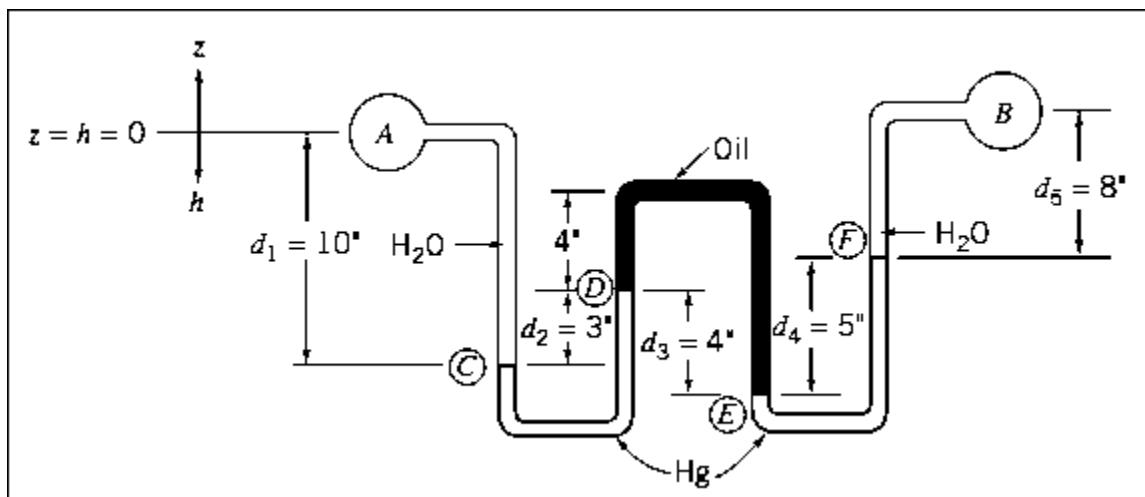 z
z = h = 0
h
A
B
Oil
d₁ = 10"
H₂O
4"
D
d₂ = 3"
d₃ = 4"
C
E
F
H₂O
d₄ = 5"
d₅ = 8"
Hg